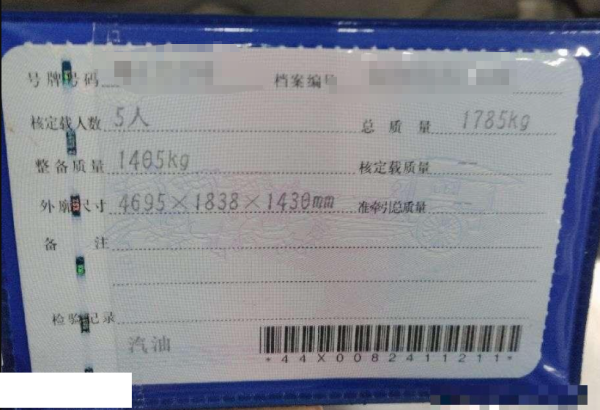 号牌号码 档案编号
核定载人数 5人 总质量 1785kg
整备质量 1405kg 核定载质量
外廓尺寸 4695×1838×1430mm 准牵引总质量
备注
检验记录
汽油
*44X0082411211*